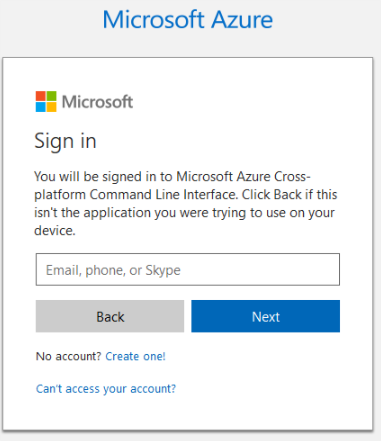 Microsoft Azure
Microsoft
Sign in
You will be signed in to Microsoft Azure Cross-
platform Command Line Interface. Click Back if this
isn't the application you were trying to use on your
device.
Email, phone, or Skype
Back Next
No account? Create one!
Can't access your account?